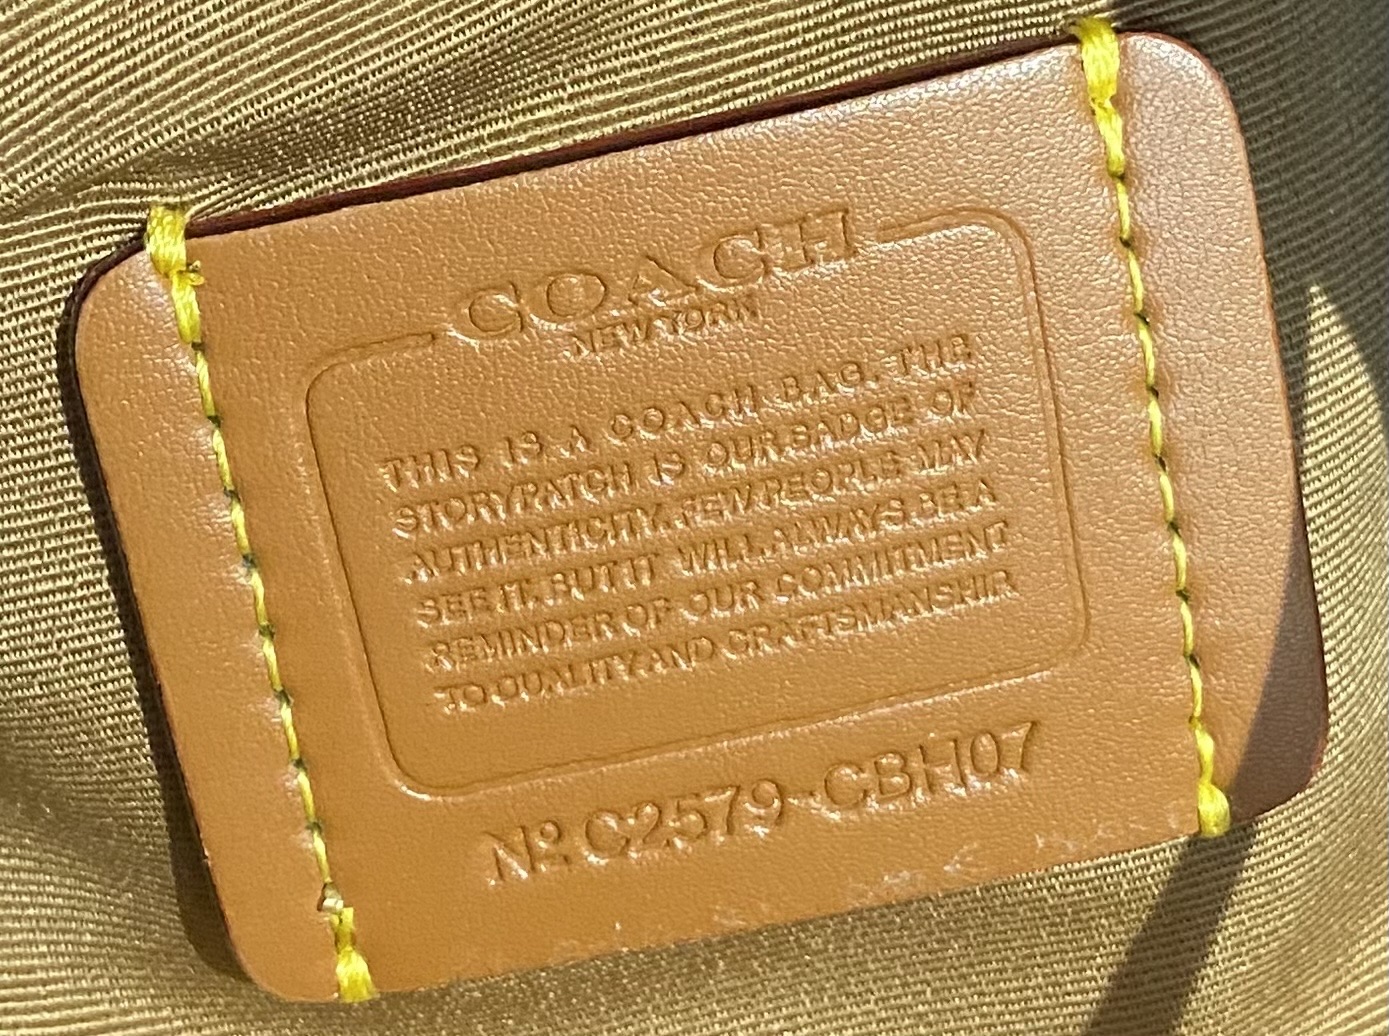 COACH
NEW YORK
THIS IS A COACH BAG. THE
STORYPATCH IS OUR BADGE OF
AUTHENTICITY. FEW PEOPLE MAY
SEE IT. BUT IT WILL ALWAYS BE A
REMINDER OF OUR COMMITMENT
TO QUALITY AND CRAFTSMANSHIP.
Nº C2579-CBH07